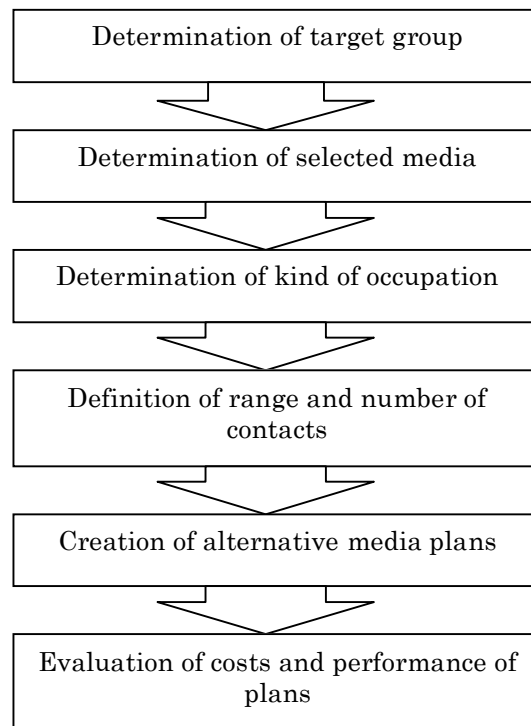 Determination of target group
Determination of selected media
Determination of kind of occupation
Definition of range and number of
contacts
Creation of alternative media plans
Evaluation of costs and performance of
plans